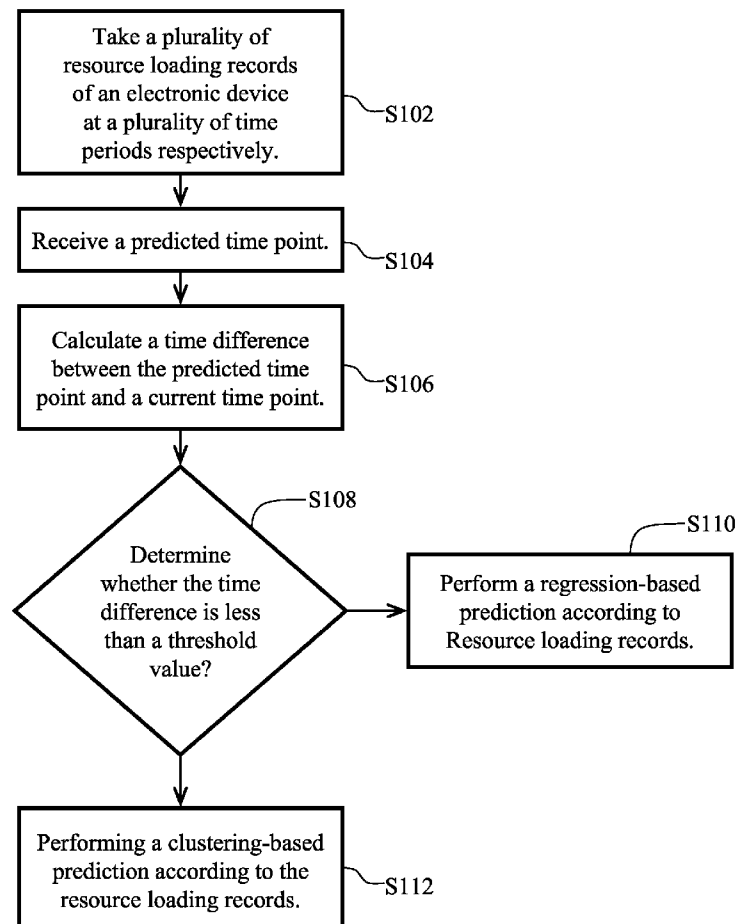 Take a plurality of
resource loading records
of an electronic device
at a plurality of time
periods respectively.
S102
Receive a predicted time point.
S104
Calculate a time difference
between the predicted time
point and a current time point.
S106
S108
Determine
whether the time
difference is less
than a threshold
value?
S110
Perform a regression-based
prediction according to
Resource loading records.
Performing a clustering-based
prediction according to the
resource loading records.
S112